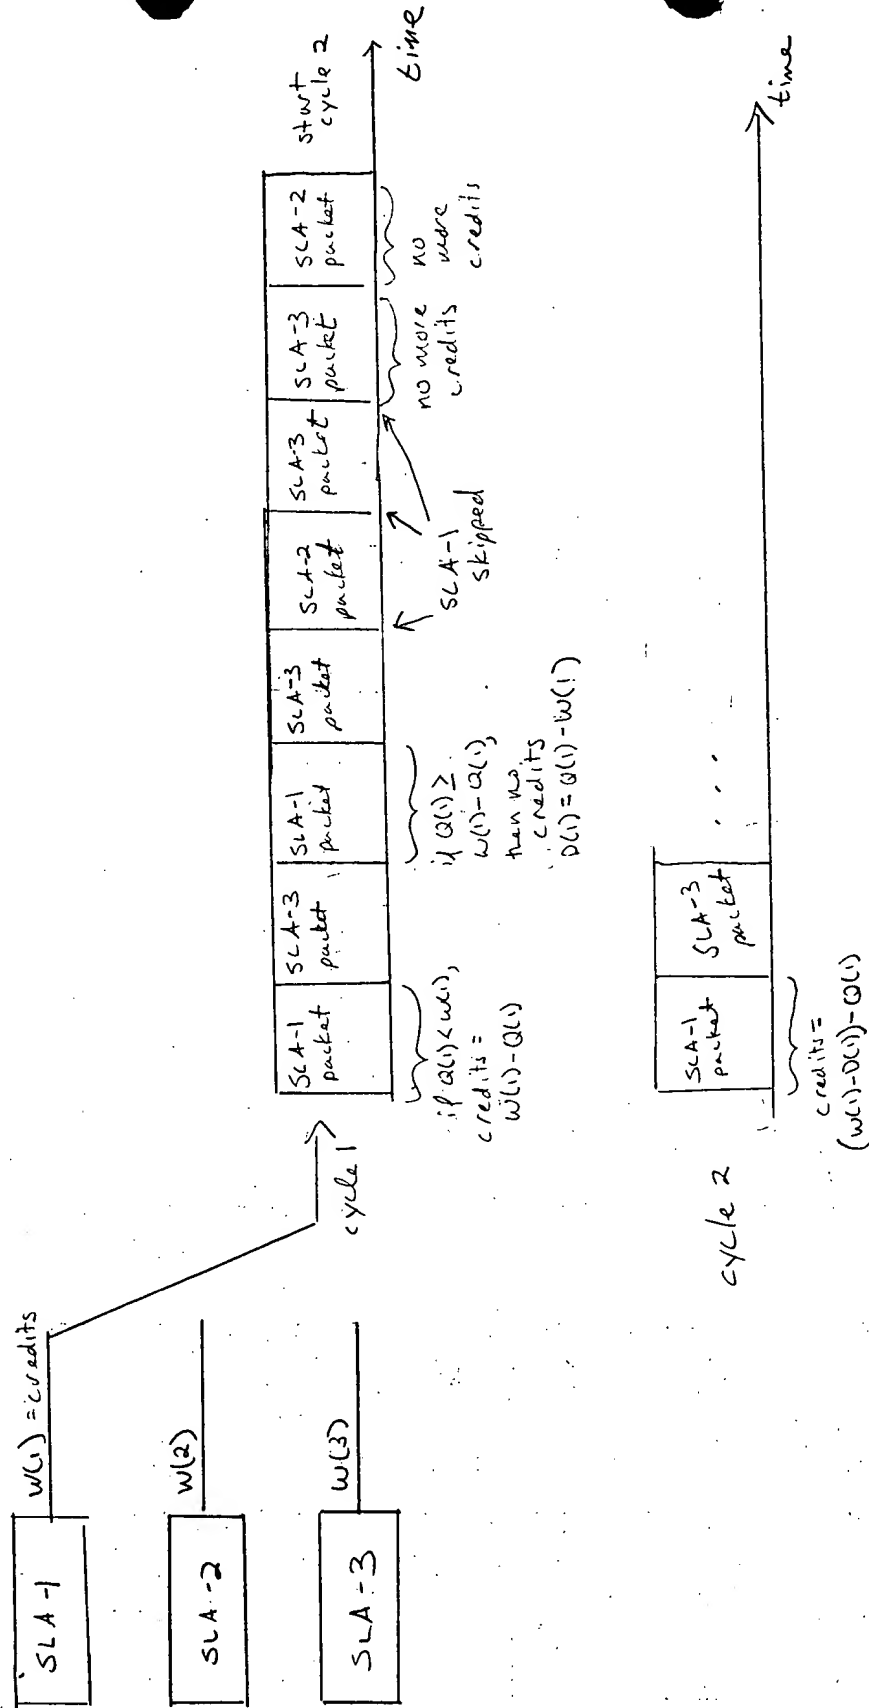 SLA-1
W(1) = credits
SLA-2
W(2)
SLA-3
W(3)
cycle 1
SLA-1
packet
SLA-3
packet
SLA-1
packet
SLA-3
packet
SLA-2
packet
SLA-3
packet
SLA-3
packet
SLA-2
packet
start
cycle 2
time
if Q(1) < W(1),
credits =
W(1) - Q(1)
if Q(1) ≥
W(1) - Q(1),
then no
credits
D(1) = Q(1) - W(1)
SLA-1
skipped
no more
credits
no
more
credits
cycle 2
SLA-1
packet
SLA-3
packet
. . .
time
credits =
(W(1) - D(1)) - Q(1)